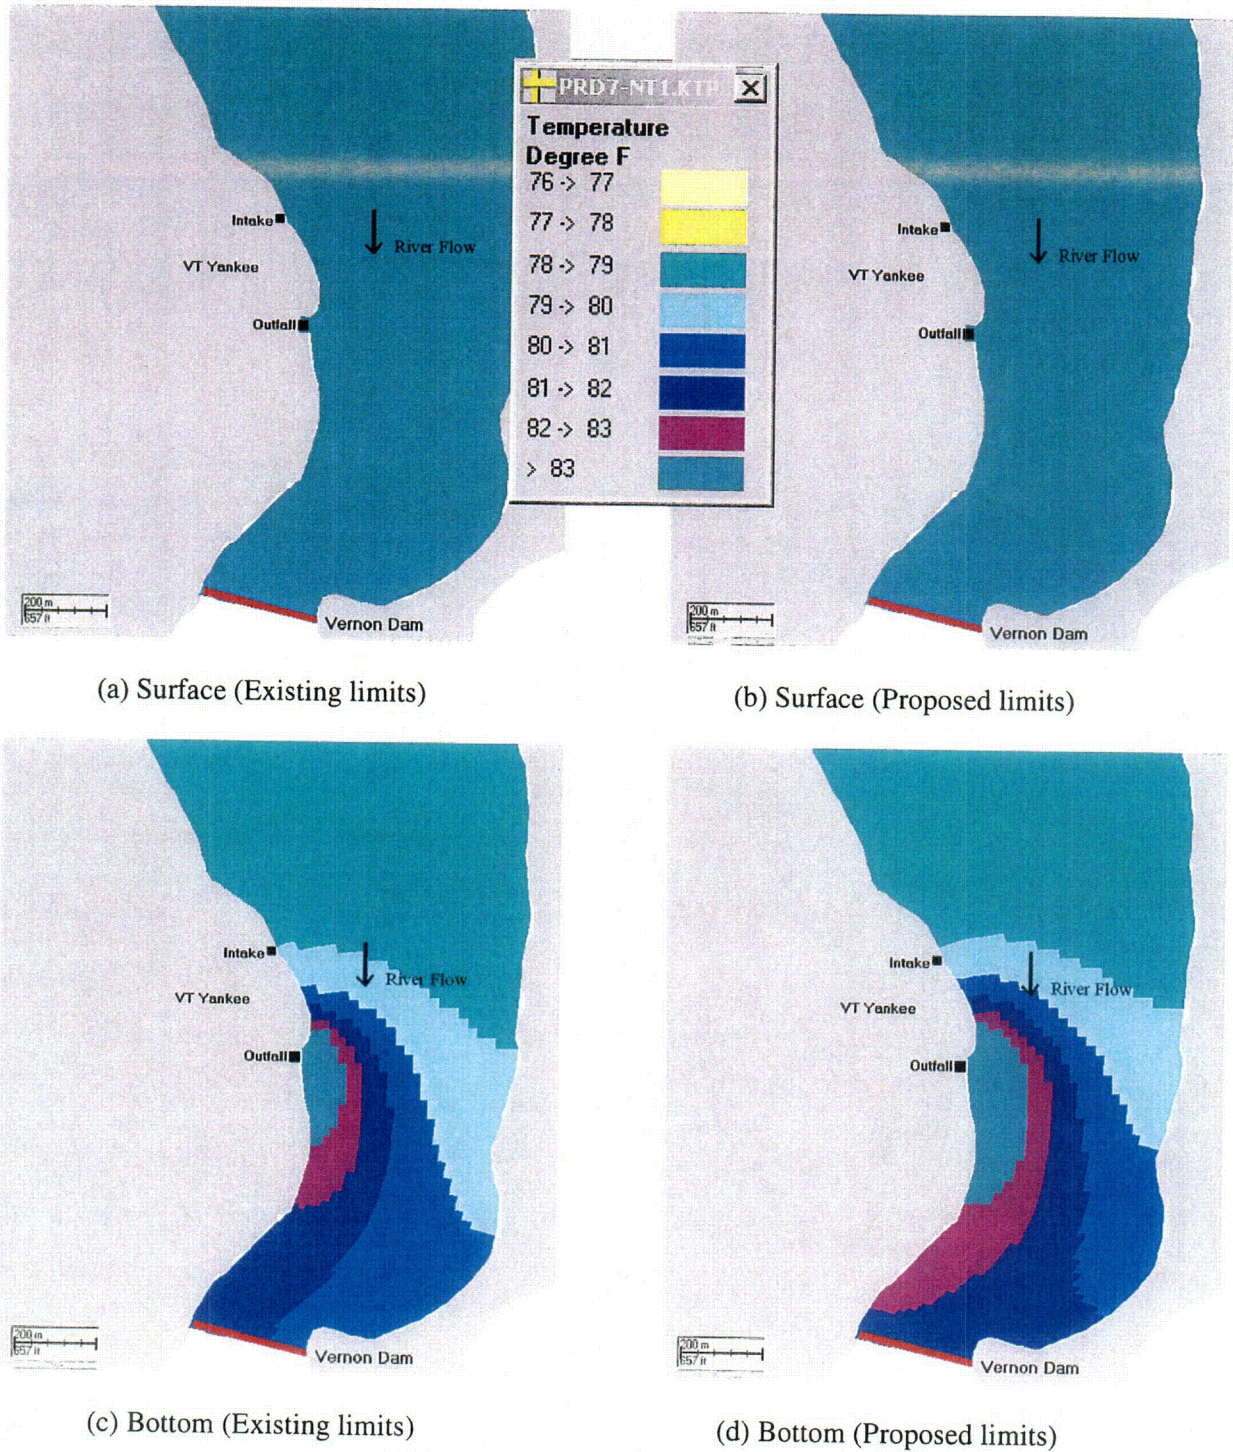 PRD7-NT1.KTP
Temperature
Degree F
76 -> 77
77 -> 78
78 -> 79
79 -> 80
80 -> 81
81 -> 82
82 -> 83
> 83
Intake
River Flow
VT Yankee
Outfall
200 m
657 ft
Vernon Dam
(a) Surface (Existing limits)
Intake
River Flow
VT Yankee
Outfall
200 m
657 ft
Vernon Dam
(b) Surface (Proposed limits)
Intake
River Flow
VT Yankee
Outfall
200 m
657 ft
Vernon Dam
(c) Bottom (Existing limits)
Intake
River Flow
VT Yankee
Outfall
200 m
657 ft
Vernon Dam
(d) Bottom (Proposed limits)